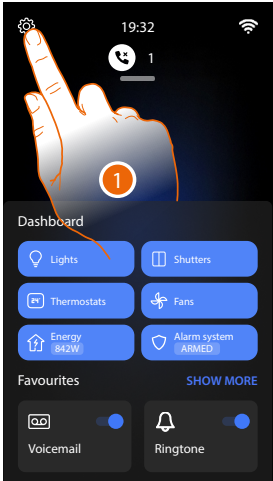 19:32
1
1
Dashboard
Lights
Shutters
24°
Thermostats
Fans
Energy
842W
Alarm system
ARMED
Favourites
SHOW MORE
Voicemail
Ringtone